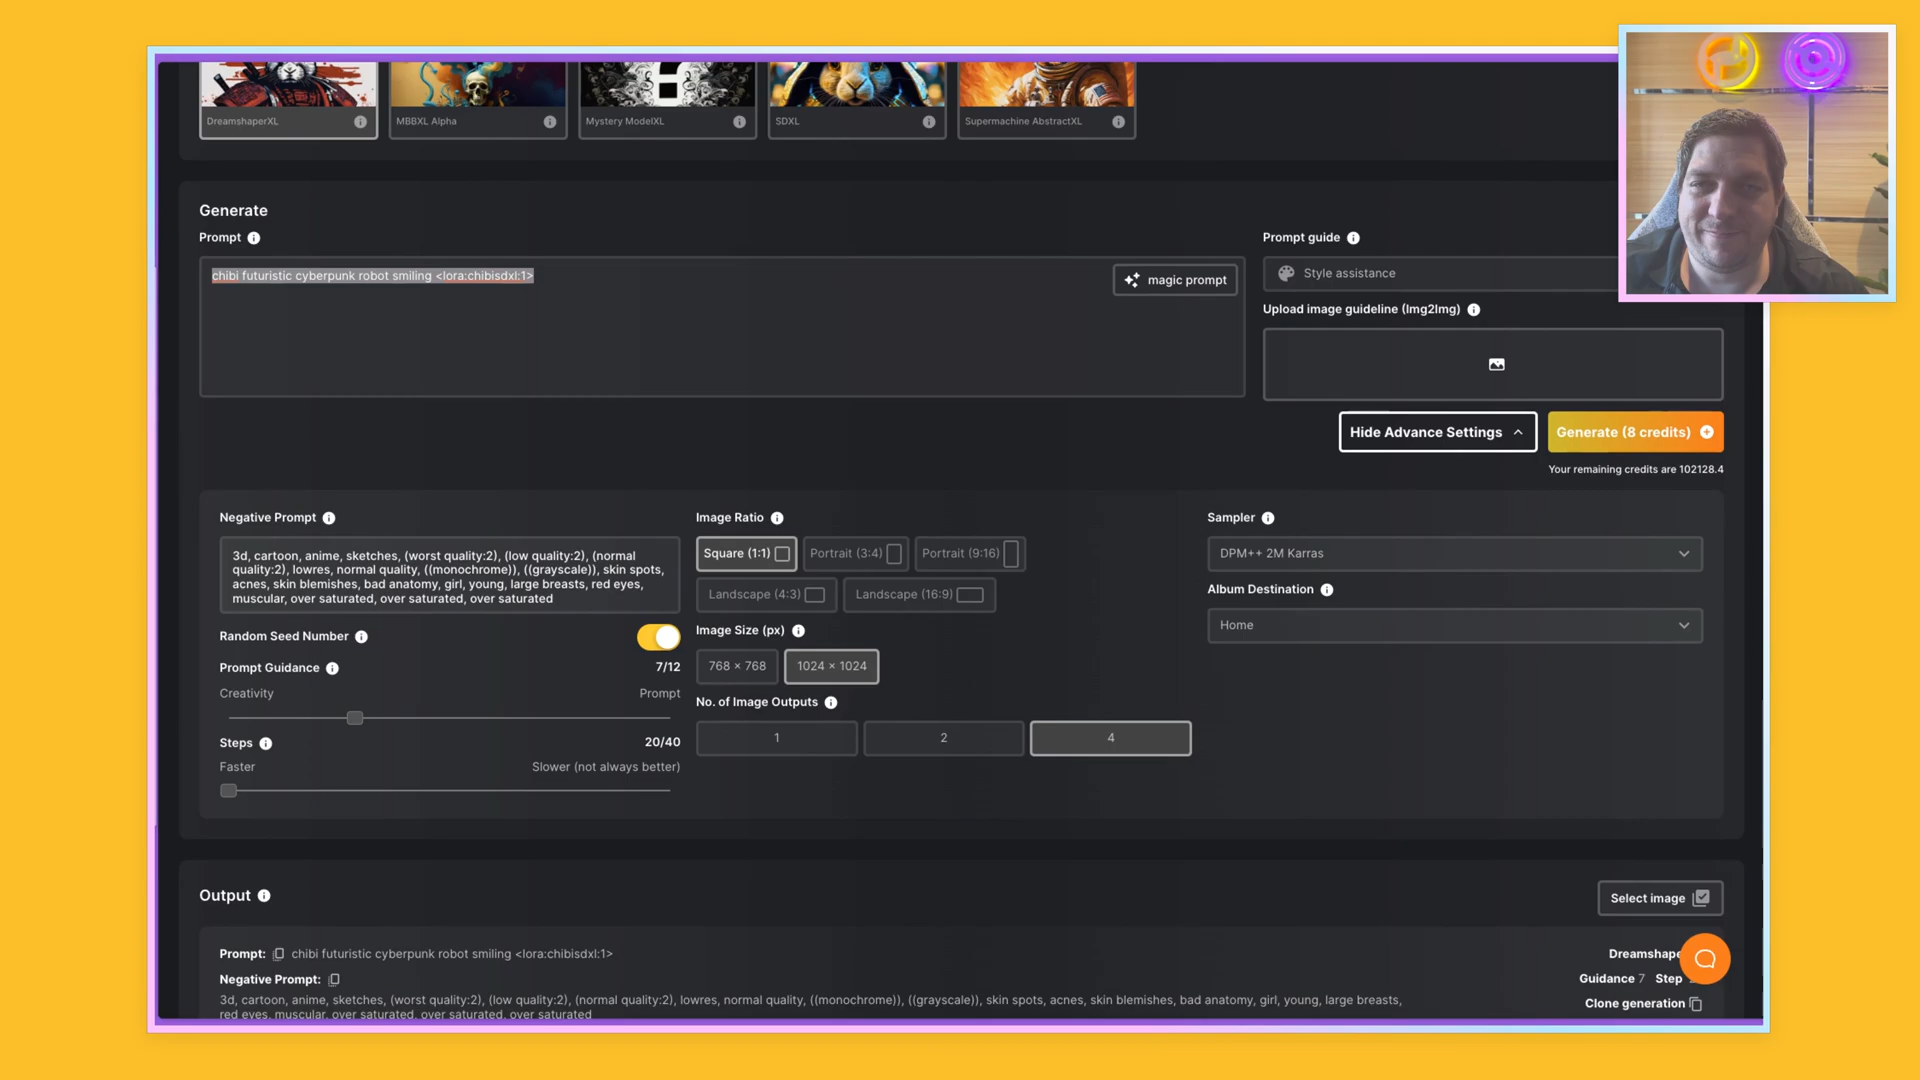 DreamshaperXL
MBBXL Alpha
Mystery ModelXL
SDXL
Supermachine AbstractXL
Generate
Prompt
chibi futuristic cyberpunk robot smiling <lora:chibisdxl:1>
magic prompt
Prompt guide
Style assistance
Upload image guideline (Img2Img)
Hide Advance Settings
Generate (8 credits)
Your remaining credits are 102128.4
Negative Prompt
3d, cartoon, anime, sketches, (worst quality:2), (low quality:2), (normal
quality:2), lowres, normal quality, ((monochrome)), ((grayscale)), skin spots,
acnes, skin blemishes, bad anatomy, girl, young, large breasts, red eyes,
muscular, over saturated, over saturated, over saturated
Random Seed Number
Prompt Guidance
7/12
Creativity
Prompt
Steps
20/40
Faster
Slower (not always better)
Image Ratio
Square (1:1)
Portrait (3:4)
Portrait (9:16)
Landscape (4:3)
Landscape (16:9)
Image Size (px)
768 × 768
1024 × 1024
No. of Image Outputs
1
2
4
Sampler
DPM++ 2M Karras
Album Destination
Home
Output
Select image
Prompt: chibi futuristic cyberpunk robot smiling <lora:chibisdxl:1>
Dreamshape
Negative Prompt:
Guidance 7 Step
3d, cartoon, anime, sketches, (worst quality:2), (low quality:2), (normal quality:2), lowres, normal quality, ((monochrome)), ((grayscale)), skin spots, acnes, skin blemishes, bad anatomy, girl, young, large breasts,
red eyes, muscular, over saturated, over saturated, over saturated
Clone generation